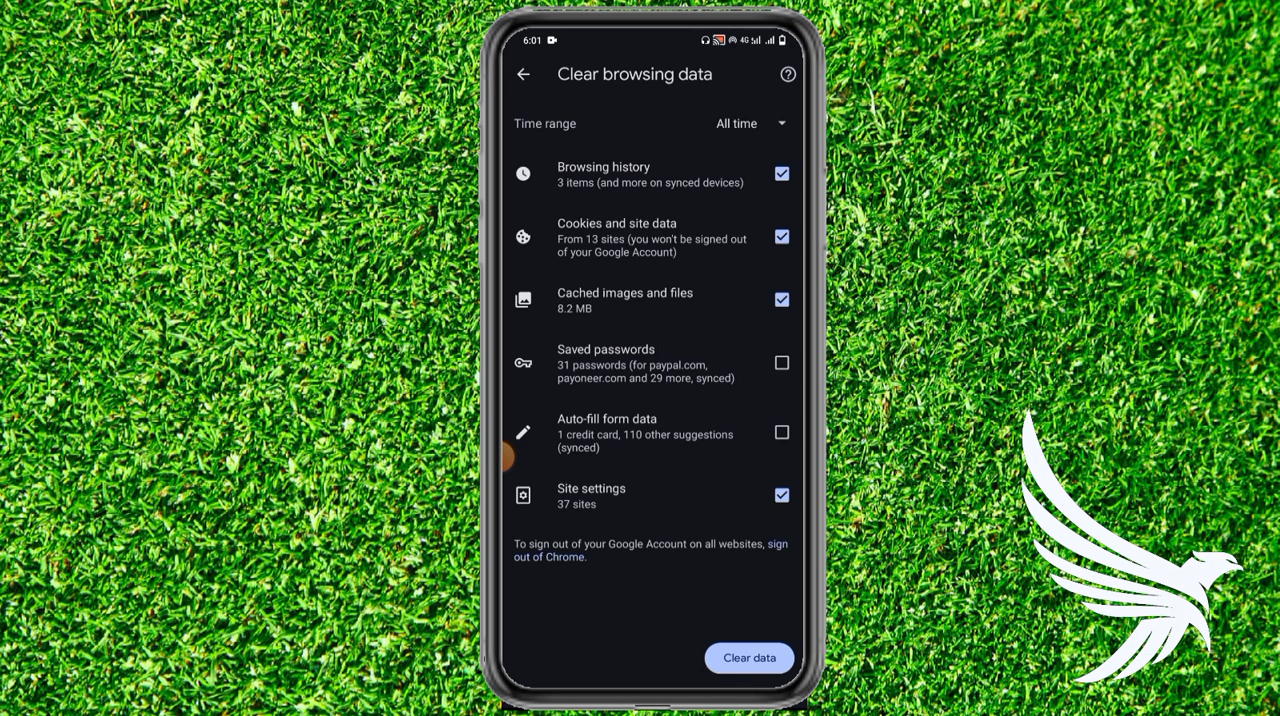 6:01
4G
Clear browsing data
Time range
All time
Browsing history
3 items (and more on synced devices)
Cookies and site data
From 13 sites (you won't be signed out
of your Google Account)
Cached images and files
8.2 MB
Saved passwords
31 passwords (for paypal.com,
payoneer.com and 29 more, synced)
Auto-fill form data
1 credit card, 110 other suggestions
(synced)
Site settings
37 sites
To sign out of your Google Account on all websites, sign
out of Chrome.
Clear data